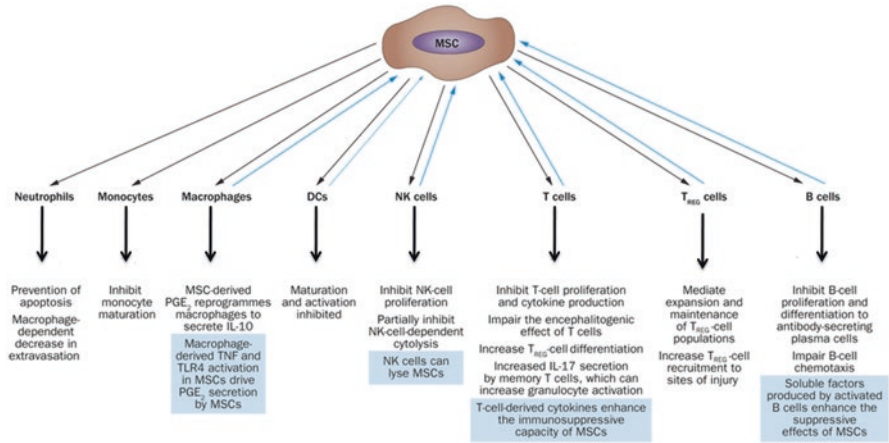 MSC
Neutrophils
Monocytes
Macrophages
DCs
NK cells
T cells
T_REG cells
B cells
Prevention of
apoptosis
Macrophage-
dependent
decrease in
extravasation
Inhibit
monocyte
maturation
MSC-derived
PGE₂ reprogrammes
macrophages to
secrete IL-10
Macrophage-
derived TNF and
TLR4 activation
in MSCs drive
PGE₂ secretion
by MSCs
Maturation
and activation
inhibited
Inhibit NK-cell
proliferation
Partially inhibit
NK-cell-dependent
cytolysis
NK cells can
lyse MSCs
Inhibit T-cell proliferation
and cytokine production
Impair the encephalitogenic
effect of T cells
Increase T_REG-cell differentiation
Increased IL-17 secretion
by memory T cells, which can
increase granulocyte activation
T-cell-derived cytokines enhance
the immunosuppressive
capacity of MSCs
Mediate
expansion and
maintenance
of T_REG-cell
populations
Increase T_REG-cell
recruitment to
sites of injury
Inhibit B-cell
proliferation and
differentiation to
antibody-secreting
plasma cells
Impair B-cell
chemotaxis
Soluble factors
produced by activated
B cells enhance the
suppressive
effects of MSCs